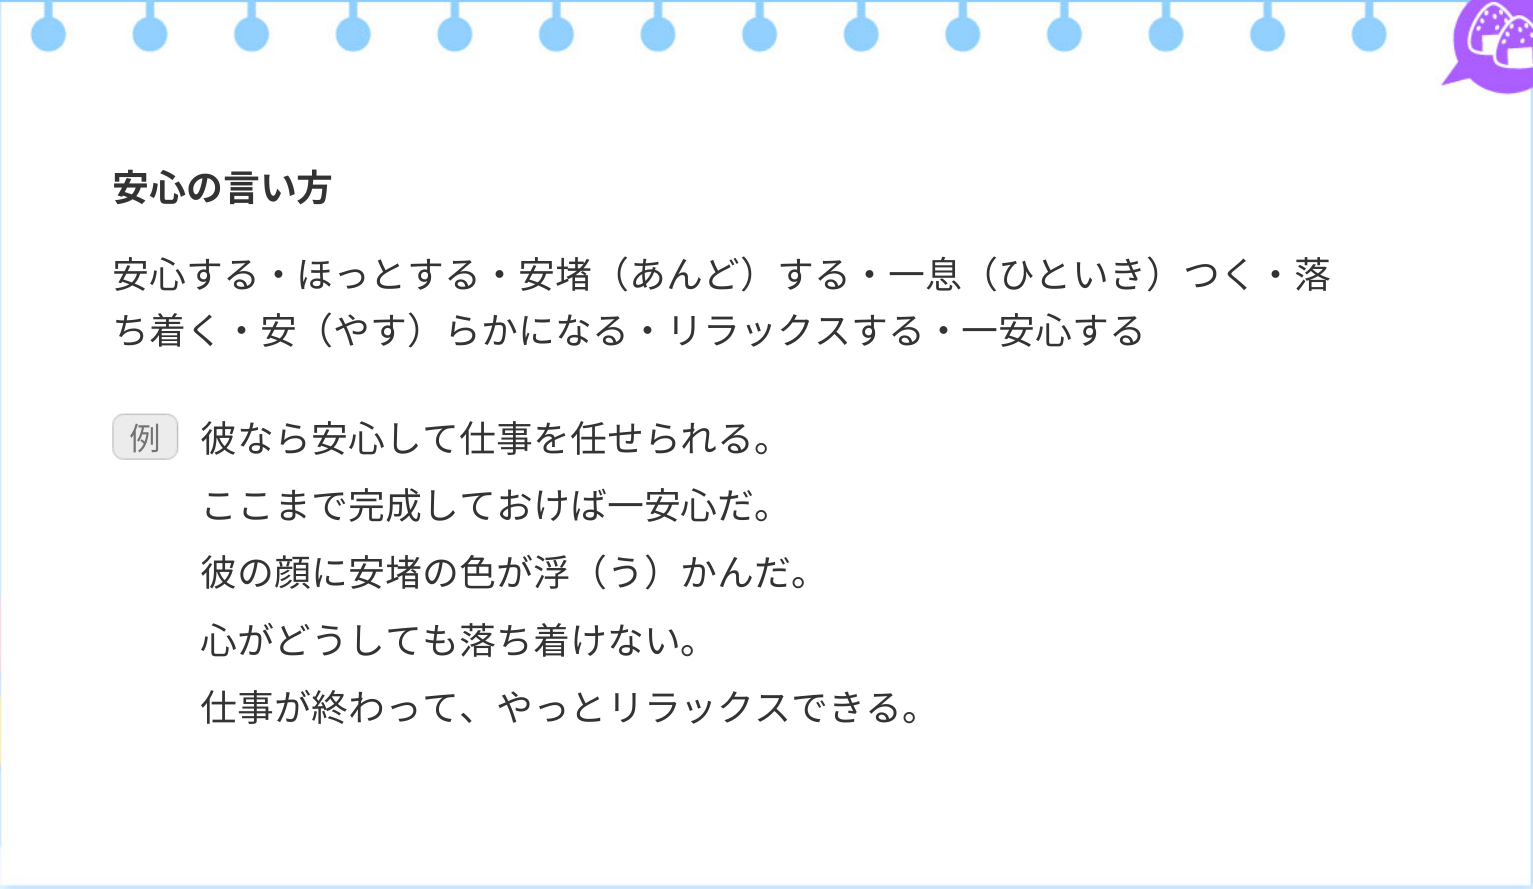 安心の言い方
安心する・ほっとする・安堵（あんど）する・一息（ひといき）つく・落
ち着く・安（やす）らかになる・リラックスする・一安心する
例 彼なら安心して仕事を任せられる。
ここまで完成しておけば一安心だ。
彼の顔に安堵の色が浮（う）かんだ。
心がどうしても落ち着けない。
仕事が終わって、やっとリラックスできる。